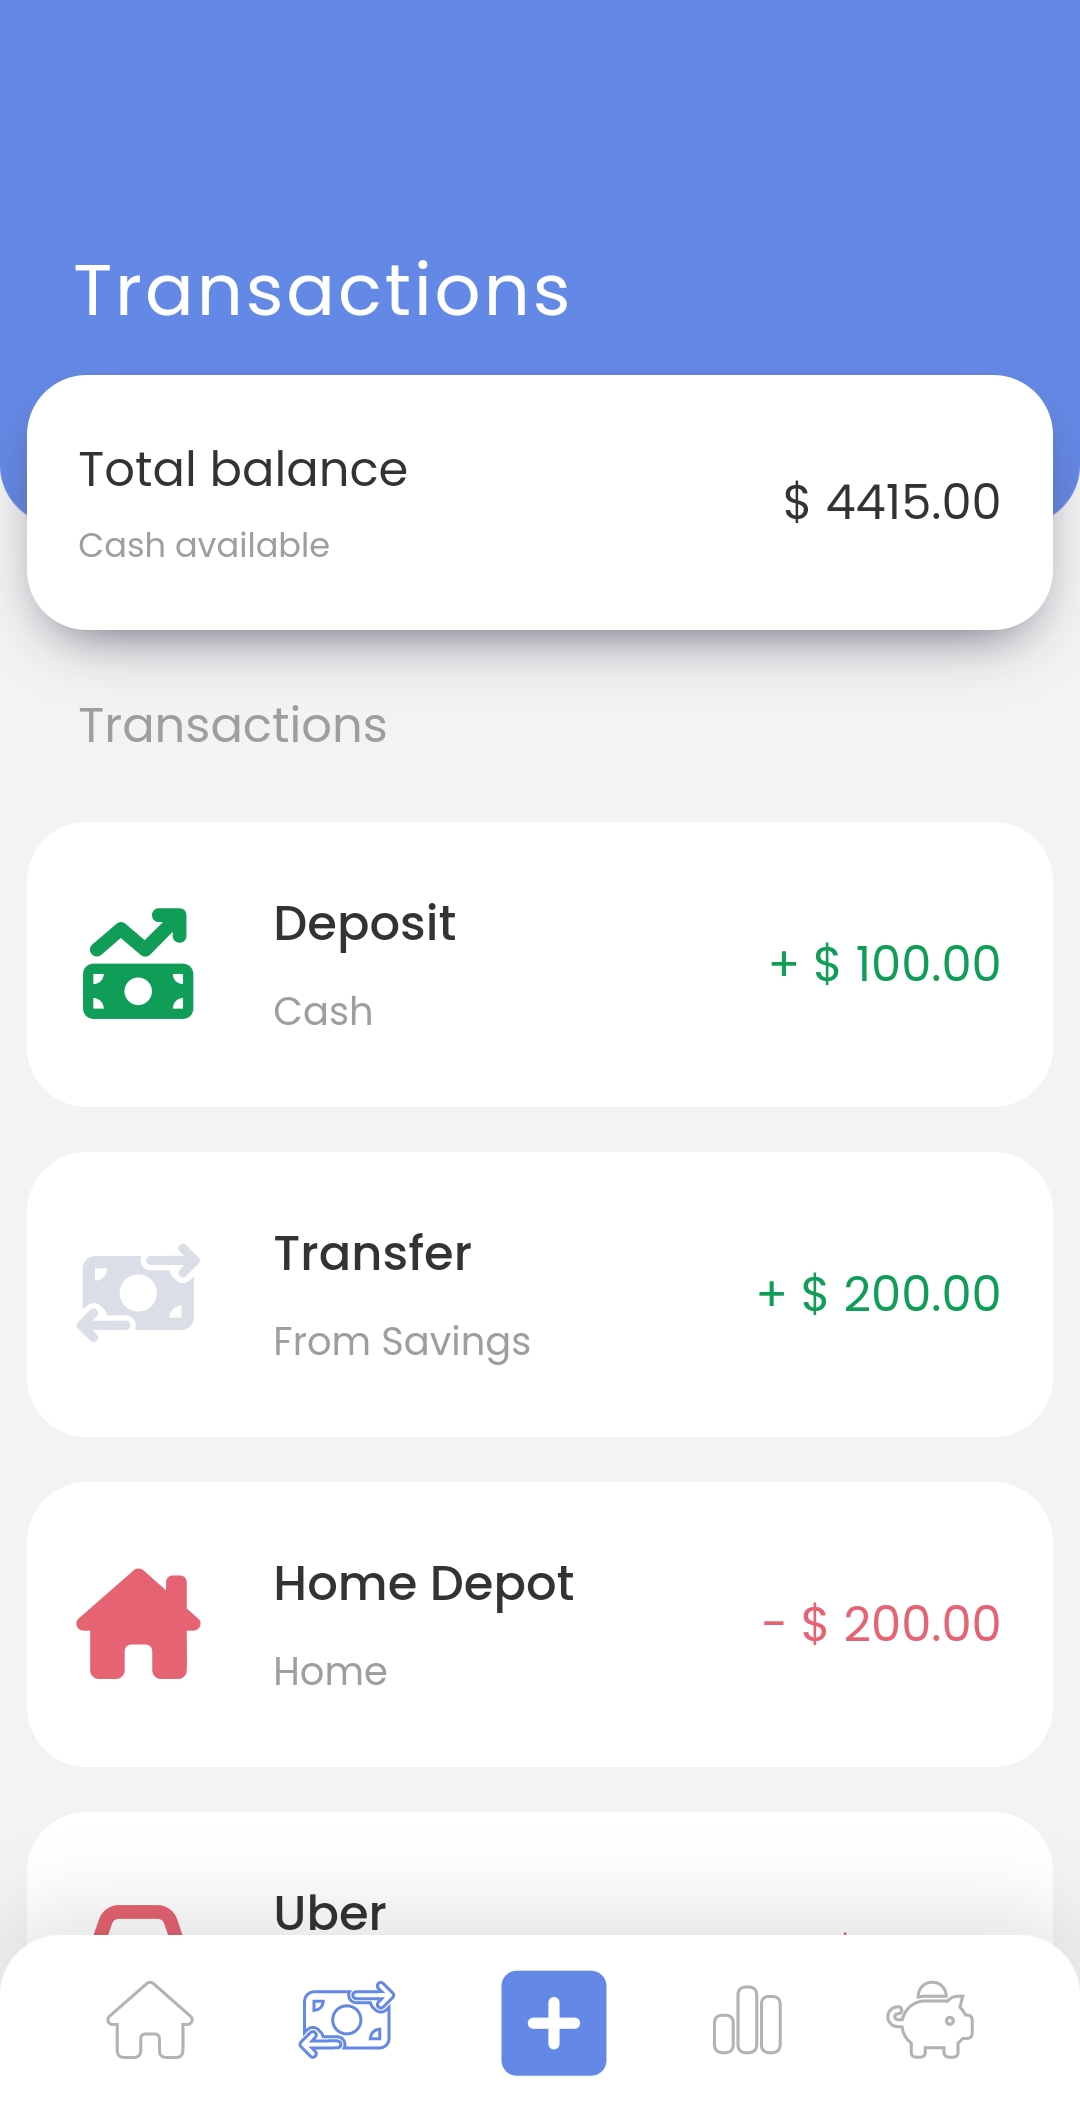 Transactions
Total balance
$ 4415.00
Cash available
Transactions
Deposit
+ $ 100.00
Cash
Transfer
+ $ 200.00
From Savings
Home Depot
- $ 200.00
Home
Uber